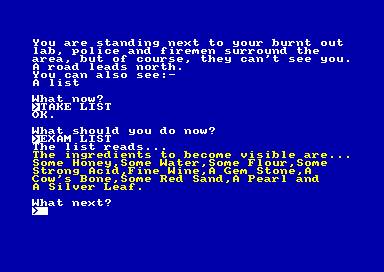 You are standing next to your burnt out
lab, police and firemen surround the
area, but of course, they can't see you.
A road leads north.
You can also see:-
A list
What now?
>TAKE LIST
OK.
What should you do now?
>EXAM LIST
The list reads...
The ingredients to become visible are...
Some Honey,Some Water,Some Flour,Some
Strong Acid,Fine Wine,A Gem Stone,A
Cow's Bone,Some Red Sand,A Pearl and
A Silver Leaf.
What next?
>